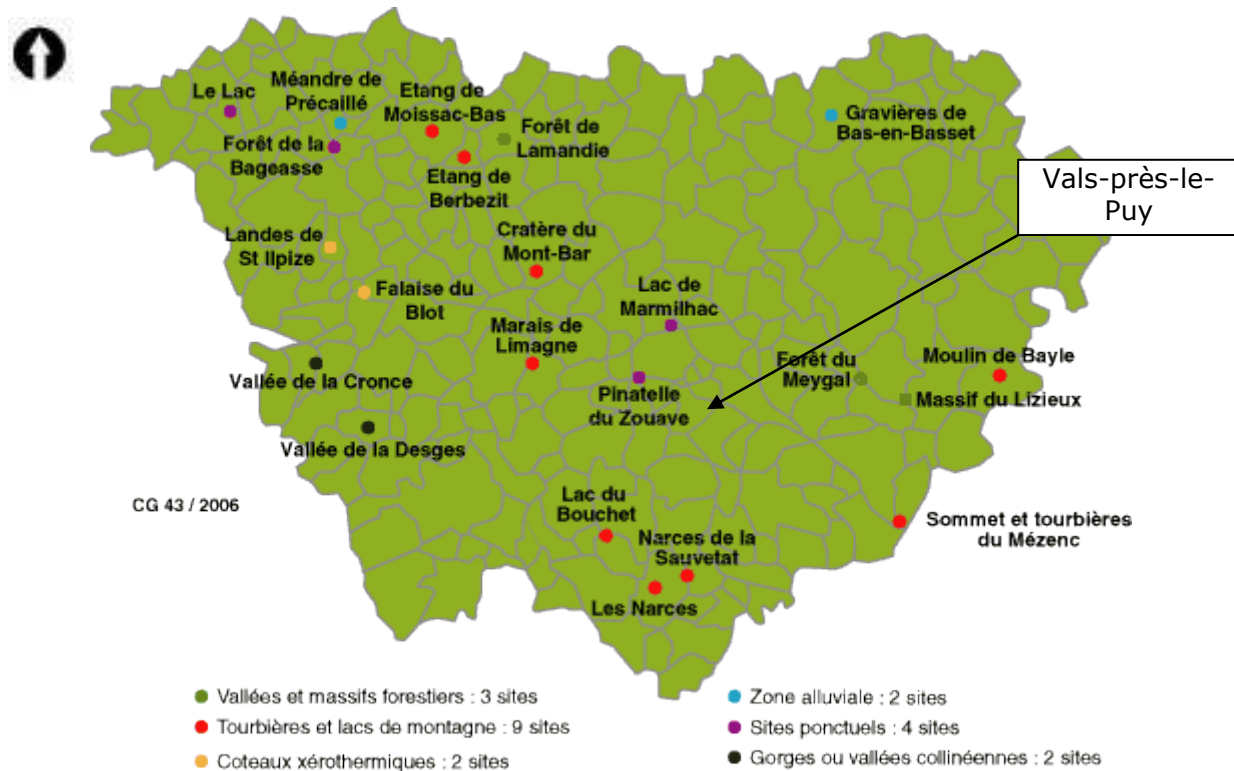 Le Lac
Méandre de
Précaillé
Etang de
Moissac-Bas
Forêt de
Lamandie
Gravières de
Bas-en-Basset
Forêt de la
Bageasse
Etang de
Berbezit
Vals-près-le-
Puy
Landes de
St Ilpize
Cratère du
Mont-Bar
Falaise du
Blot
Lac de
Marmilhac
Marais de
Limagne
Forêt du
Meygal
Moulin de Bayle
Vallée de la Cronce
Pinatelle
du Zouave
Massif du Lizieux
Vallée de la Desges
CG 43 / 2006
Lac du
Bouchet
Narces de la
Sauvetat
Sommet et tourbières
du Mézenc
Les Narces
Vallées et massifs forestiers : 3 sites
Tourbières et lacs de montagne : 9 sites
Coteaux xérothermiques : 2 sites
Zone alluviale : 2 sites
Sites ponctuels : 4 sites
Gorges ou vallées collinéennes : 2 sites